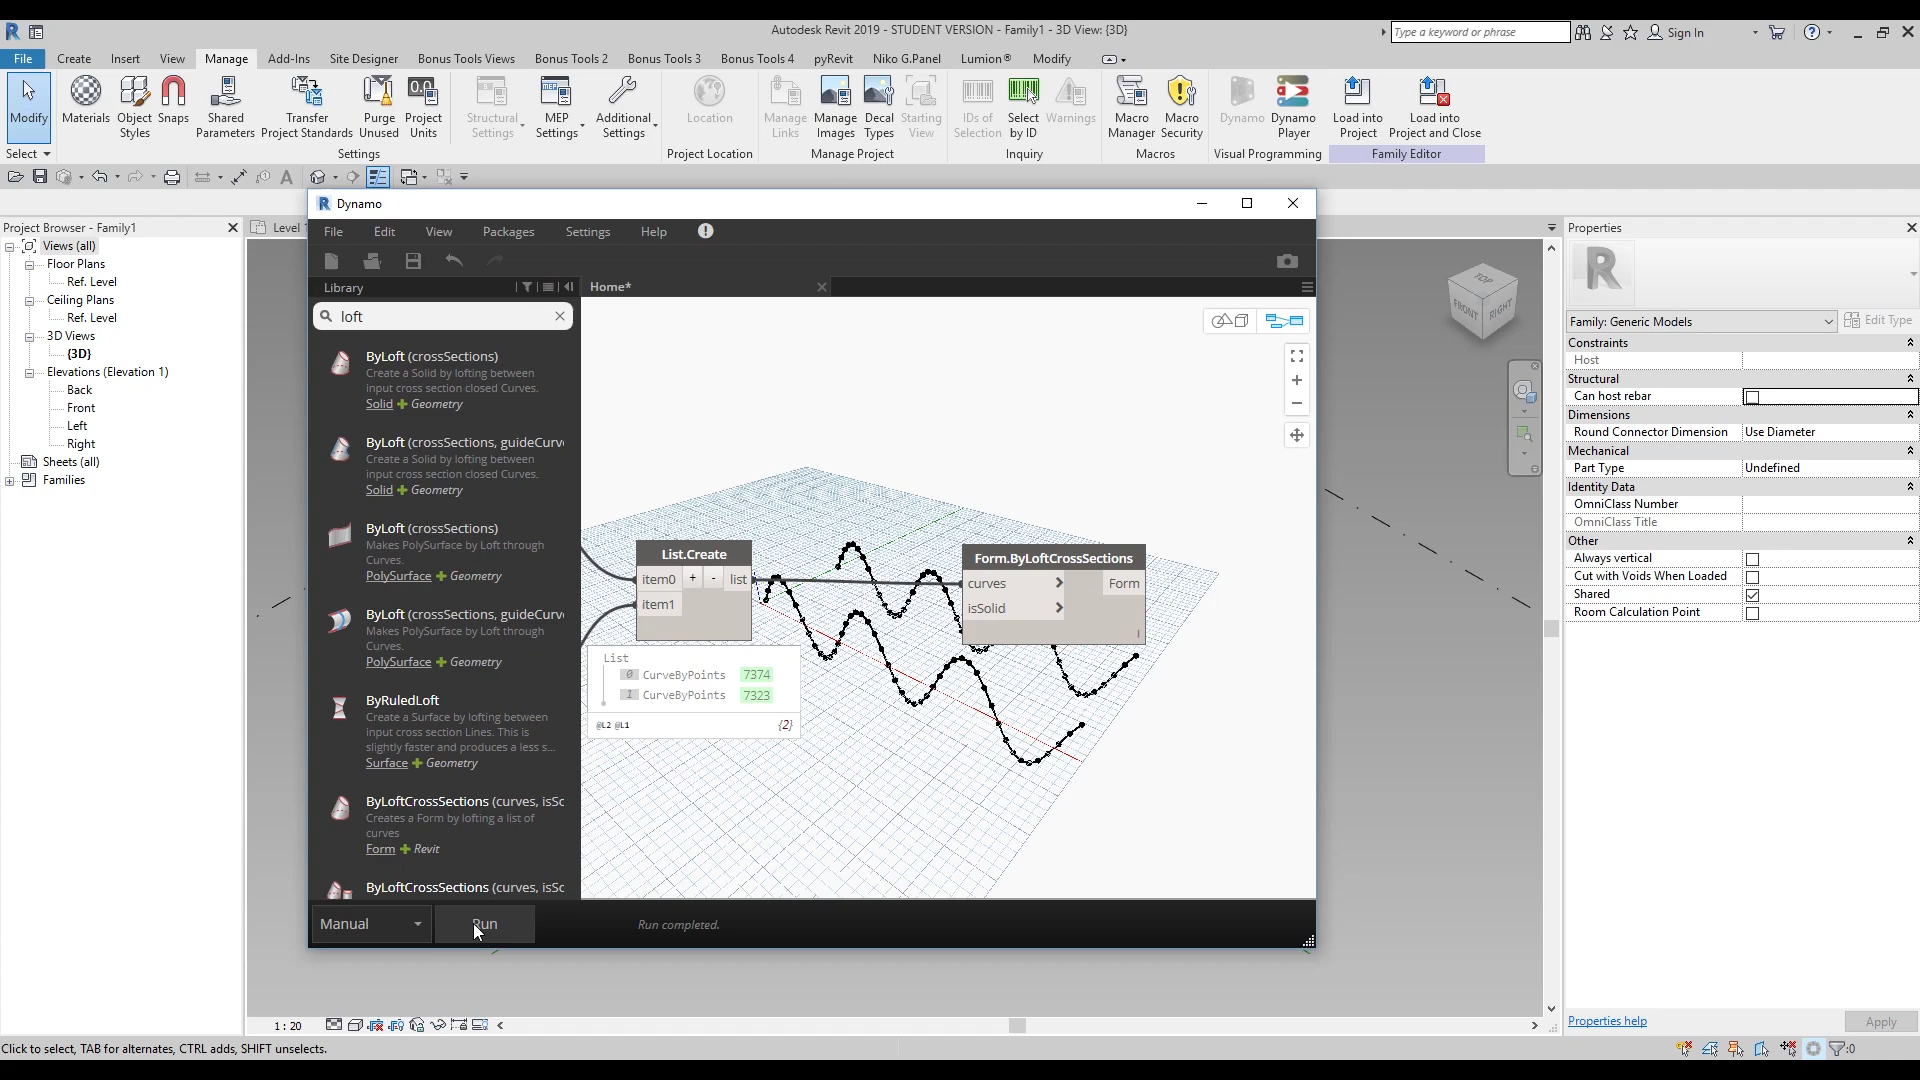 Autodesk Revit 2019 - STUDENT VERSION - Family1 - 3D View: {3D}
Type a keyword or phrase
Sign In
File Create Insert View Manage Add-Ins Site Designer Bonus Tools Views Bonus Tools 2 Bonus Tools 3 Bonus Tools 4 pyRevit Niko G.Panel Lumion® Modify
Modify
Materials
Object Styles
Snaps
Shared Parameters
Transfer Project Standards
Purge Unused
Project Units
Structural Settings
MEP Settings
Additional Settings
Location
Manage Links
Manage Images
Decal Types
Starting View
IDs of Selection
Select by ID
Warnings
Macro Manager
Macro Security
Dynamo
Dynamo Player
Load into Project
Load into Project and Close
Select
Settings
Project Location
Manage Project
Inquiry
Macros
Visual Programming
Family Editor
Project Browser - Family1
Views (all)
Floor Plans
Ref. Level
Ceiling Plans
Ref. Level
3D Views
{3D}
Elevations (Elevation 1)
Back
Front
Left
Right
Sheets (all)
Families
Level
Dynamo
File Edit View Packages Settings Help
Library
Home*
loft
ByLoft (crossSections)
Create a Solid by lofting between
input cross section closed Curves.
Solid + Geometry
ByLoft (crossSections, guideCurv
Create a Solid by lofting between
input cross section closed Curves.
Solid + Geometry
ByLoft (crossSections)
Makes PolySurface by Loft through
Curves.
PolySurface + Geometry
ByLoft (crossSections, guideCurv
Makes PolySurface by Loft through
Curves.
PolySurface + Geometry
ByRuledLoft
Create a Surface by lofting between
input cross section Lines. This is
slightly faster and produces a less s...
Surface + Geometry
ByLoftCrossSections (curves, isSc
Creates a Form by lofting a list of
curves
Form + Revit
ByLoftCrossSections (curves, isSc
Manual
Run
Run completed.
List.Create
item0 + - list
item1
List
0 CurveByPoints 7374
1 CurveByPoints 7323
@L2 @L1 {2}
Form.ByLoftCrossSections
curves > Form
isSolid >
TOP
FRONT
RIGHT
Properties
R
Family: Generic Models
Edit Type
Constraints
Host
Structural
Can host rebar
Dimensions
Round Connector Dimension Use Diameter
Mechanical
Part Type Undefined
Identity Data
OmniClass Number
OmniClass Title
Other
Always vertical
Cut with Voids When Loaded
Shared
Room Calculation Point
Properties help
Apply
1 : 20
Click to select, TAB for alternates, CTRL adds, SHIFT unselects.
:0